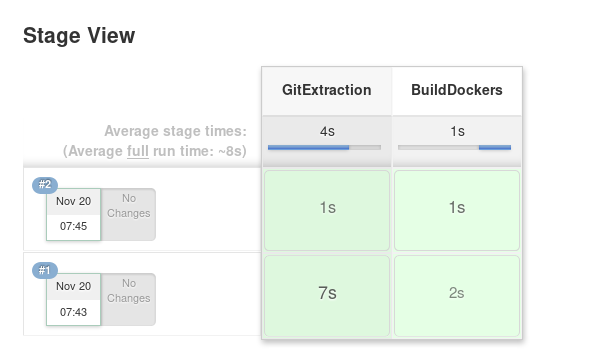 Stage View
GitExtraction
BuildDockers
Average stage times:
(Average full run time: ~8s)
4s
1s
#2
Nov 20
07:45
No
Changes
1s
1s
#1
Nov 20
07:43
No
Changes
7s
2s